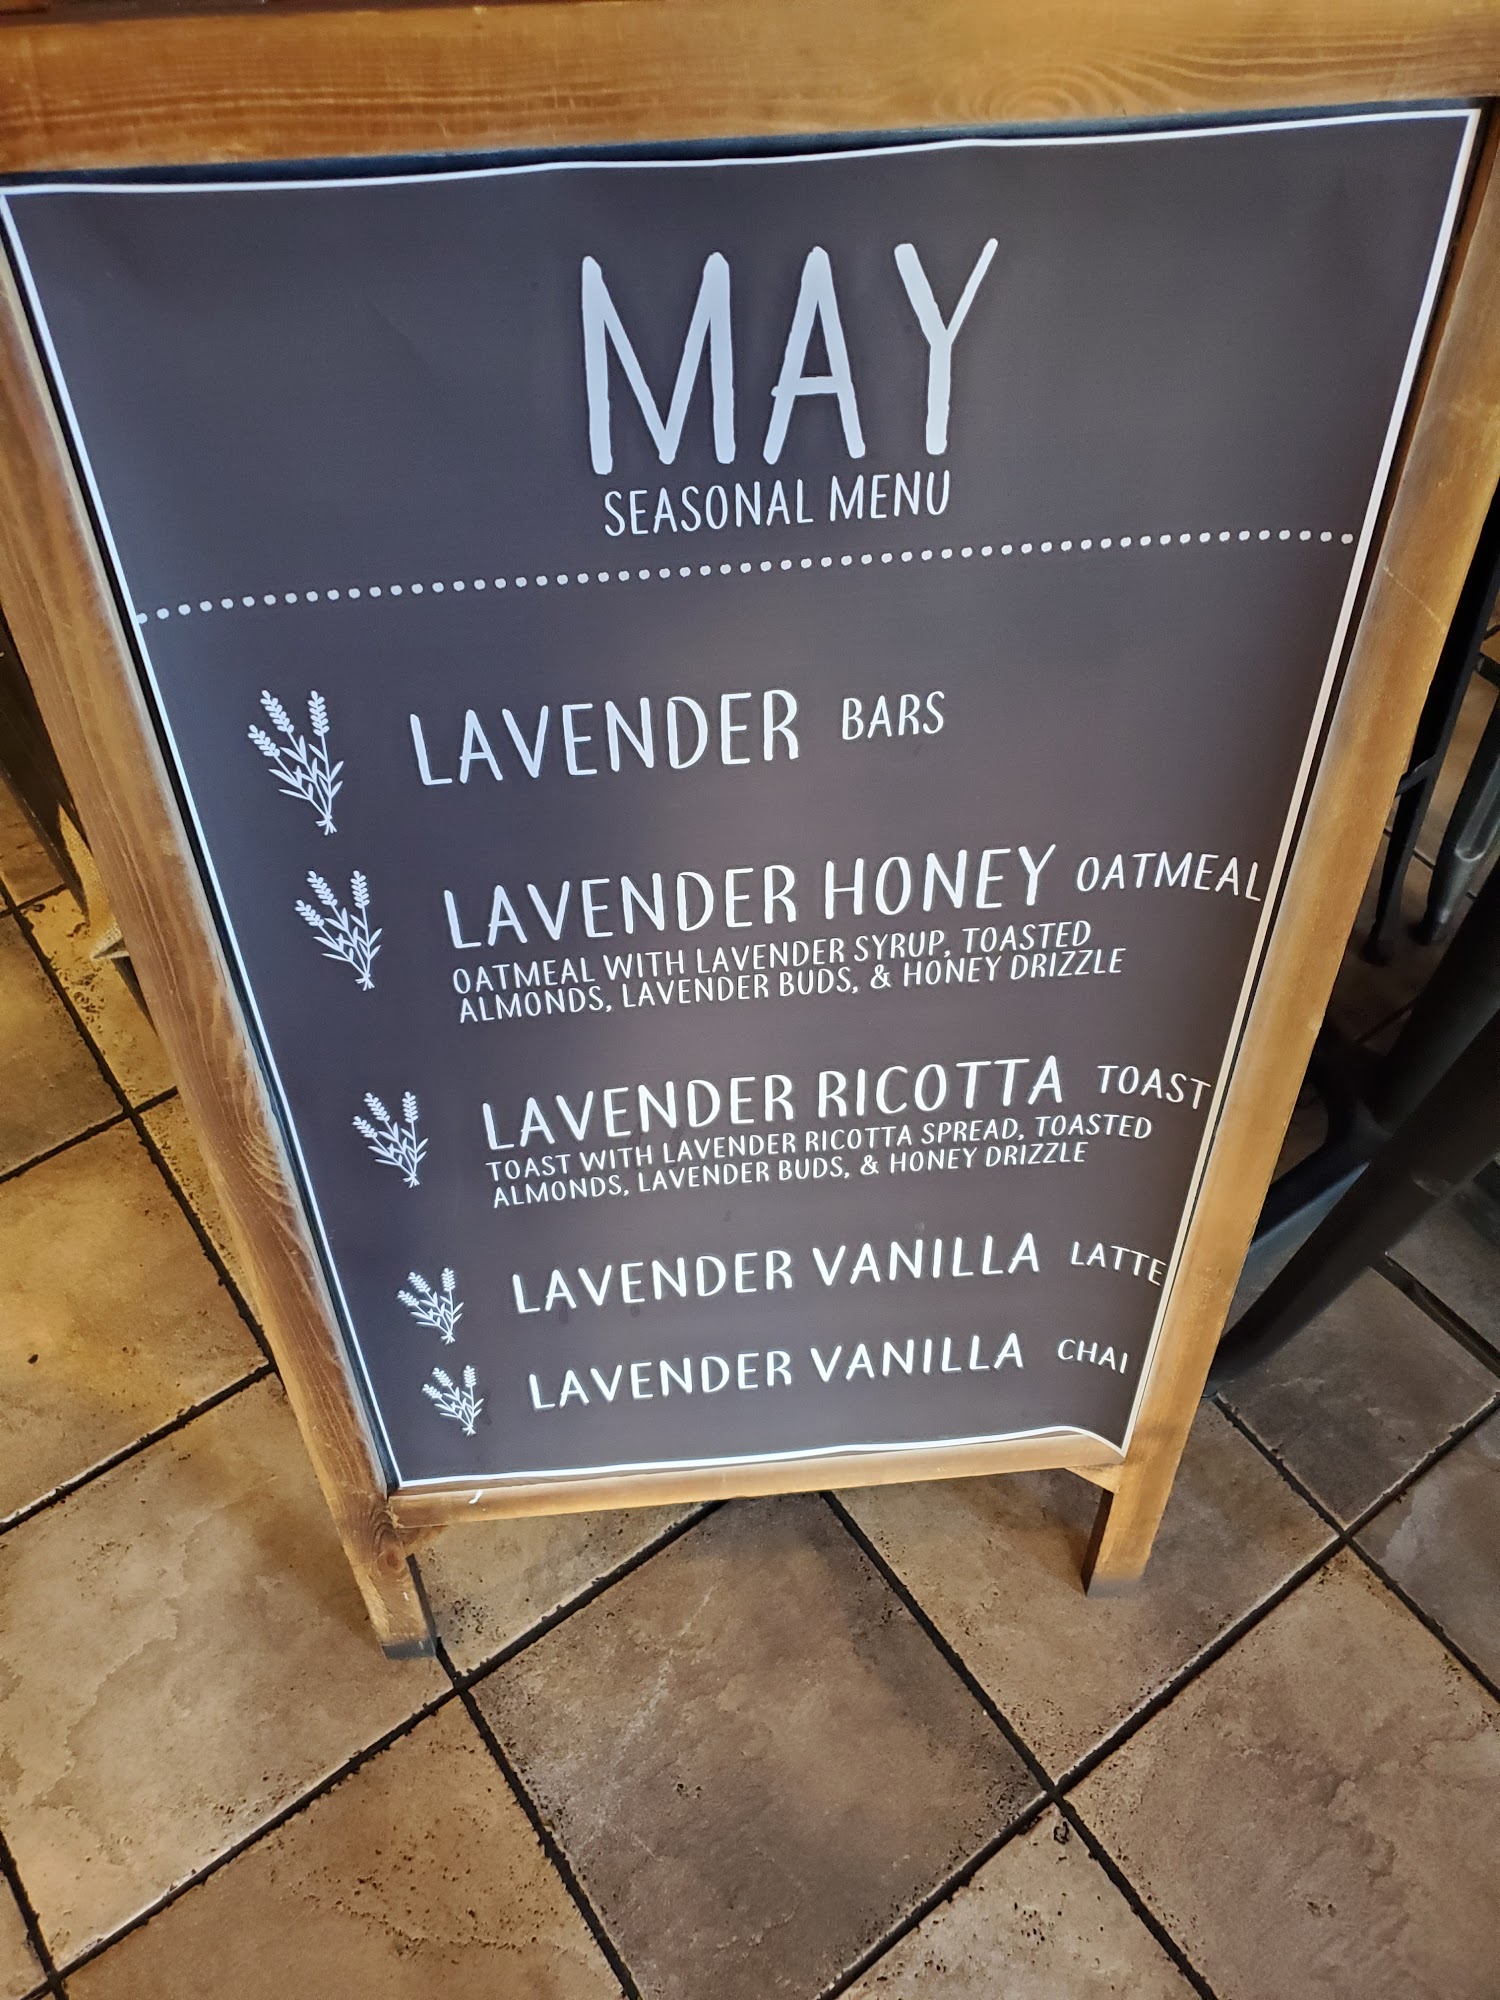 MAY
SEASONAL MENU
LAVENDER BARS
LAVENDER HONEY OATMEAL
OATMEAL WITH LAVENDER SYRUP, TOASTED
ALMONDS, LAVENDER BUDS, & HONEY DRIZZLE
LAVENDER RICOTTA TOAST
TOAST WITH LAVENDER RICOTTA SPREAD, TOASTED
ALMONDS, LAVENDER BUDS, & HONEY DRIZZLE
LAVENDER VANILLA LATTE
LAVENDER VANILLA CHAI